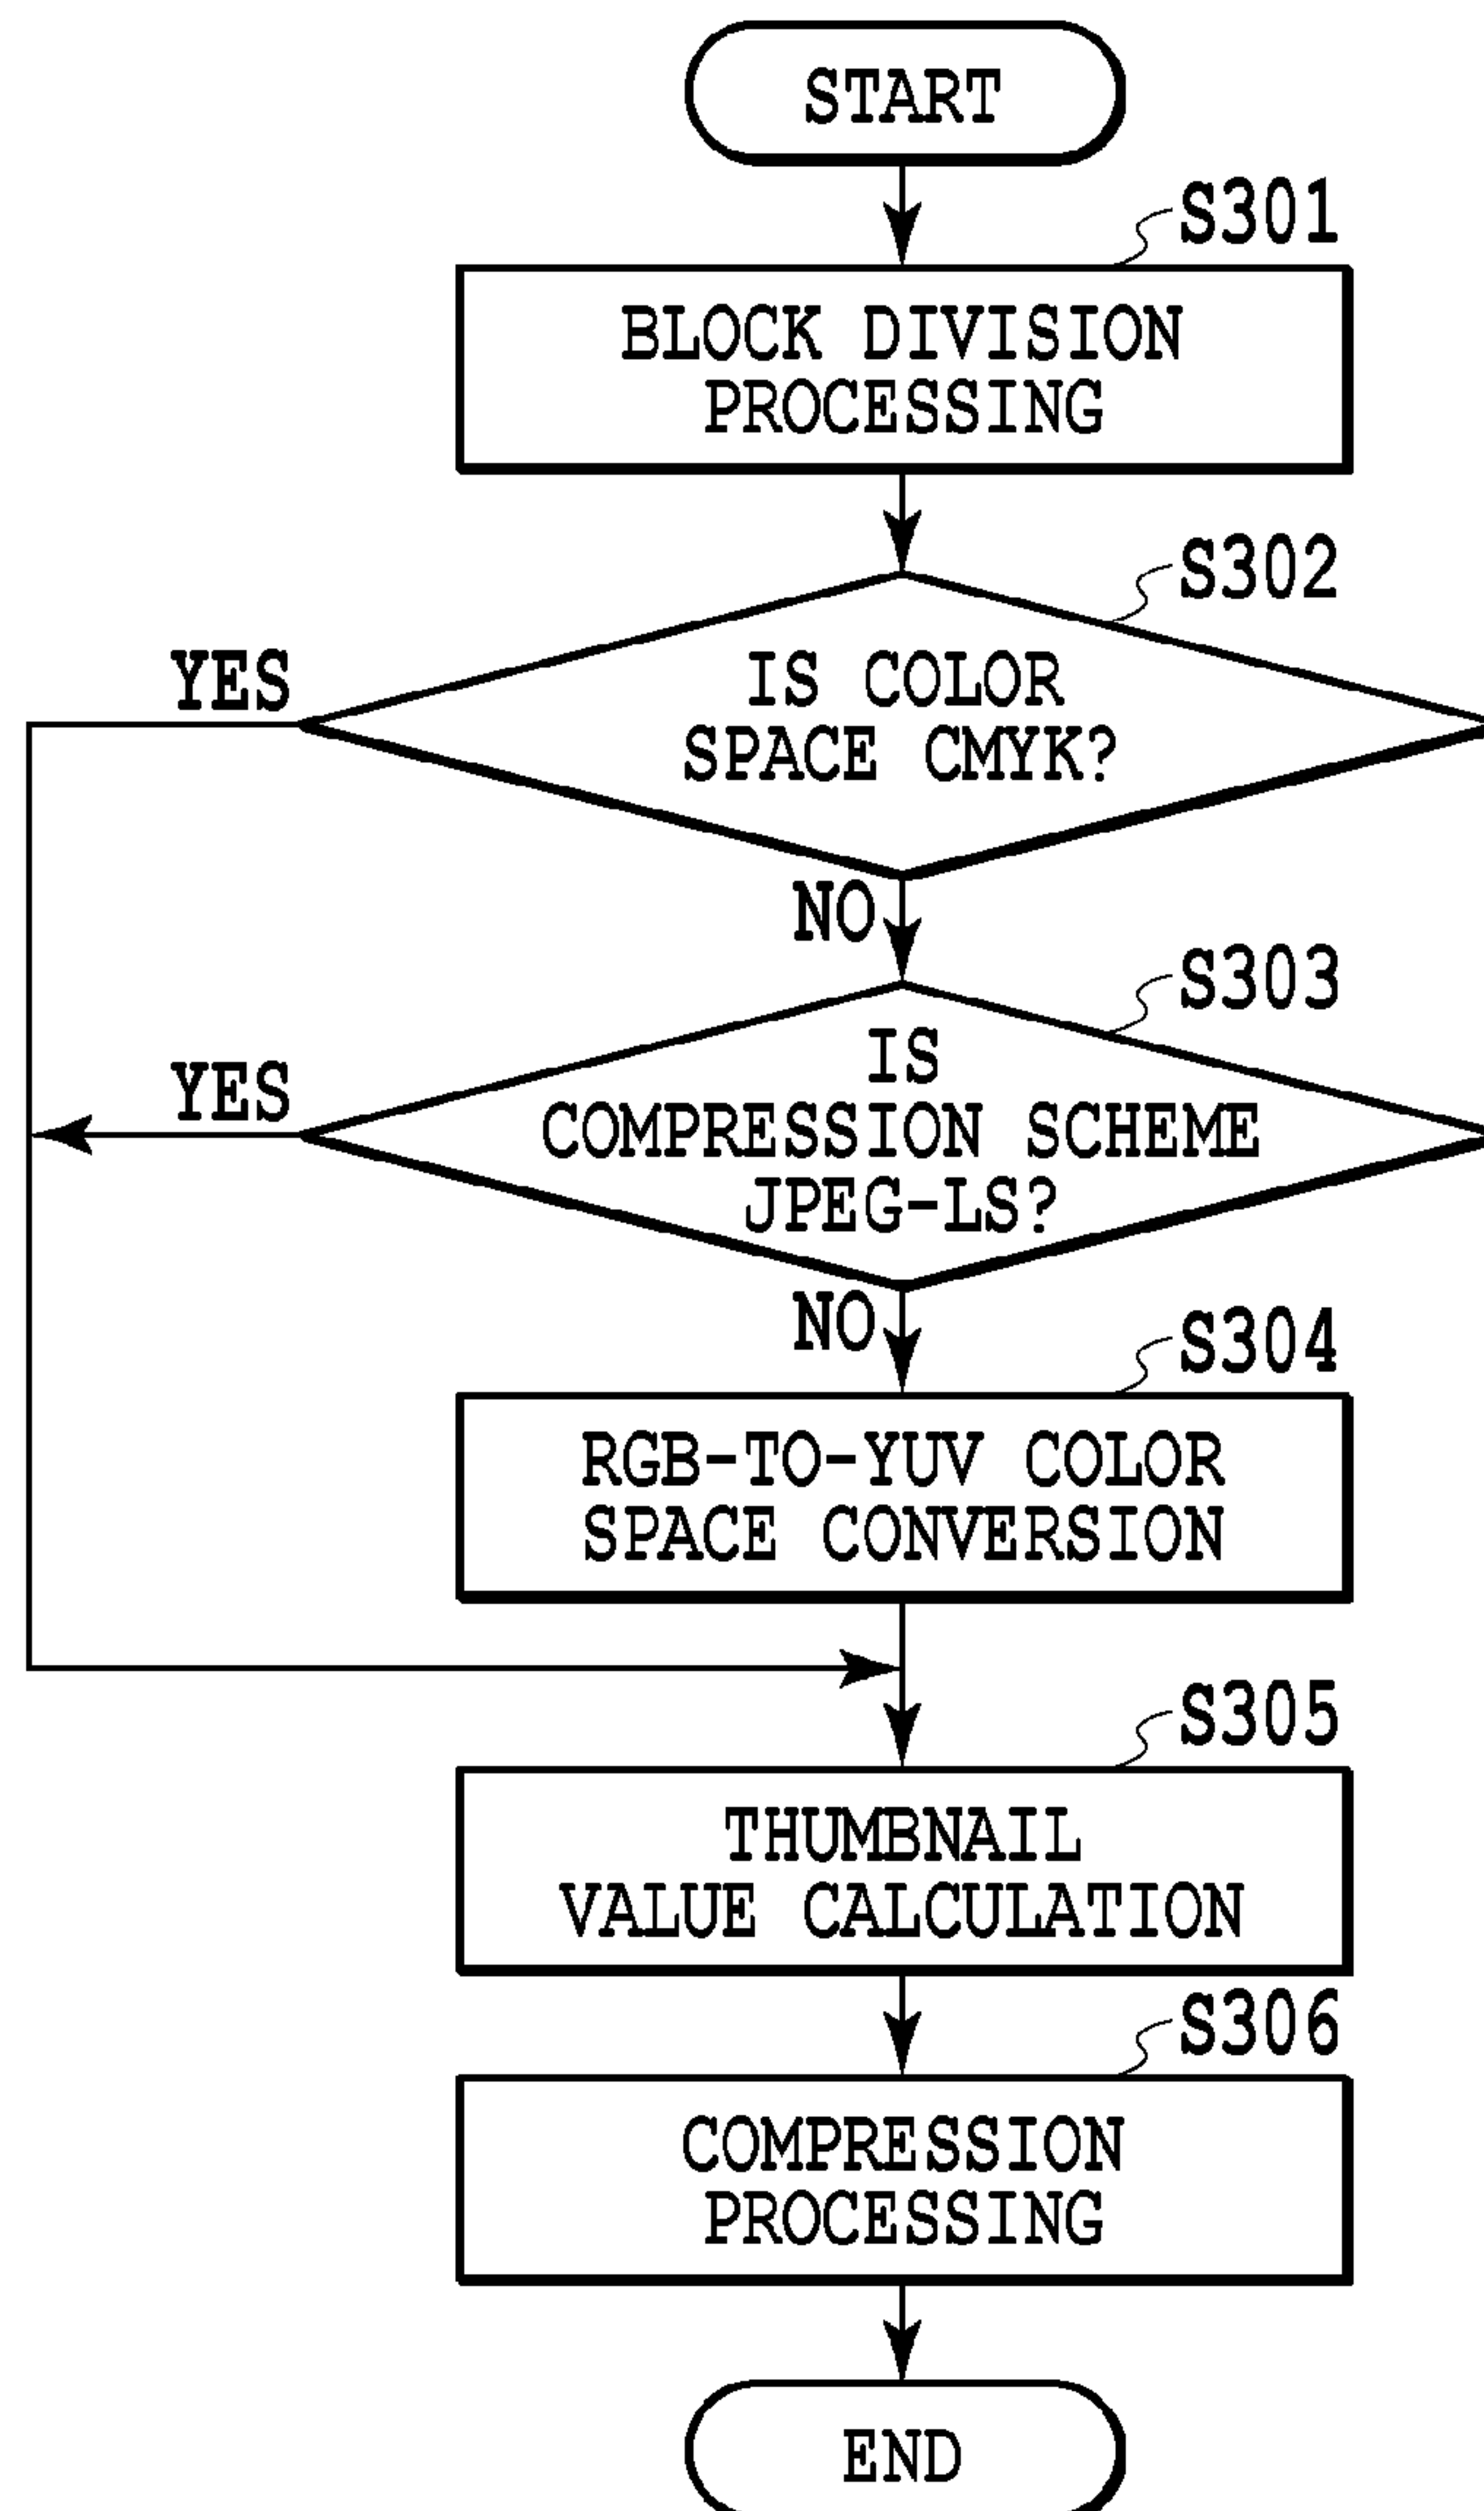 START
S301
BLOCK DIVISION
PROCESSING
S302
YES
IS COLOR
SPACE CMYK?
NO
S303
YES
IS
COMPRESSION SCHEME
JPEG-LS?
NO
S304
RGB-TO-YUV COLOR
SPACE CONVERSION
S305
THUMBNAIL
VALUE CALCULATION
S306
COMPRESSION
PROCESSING
END